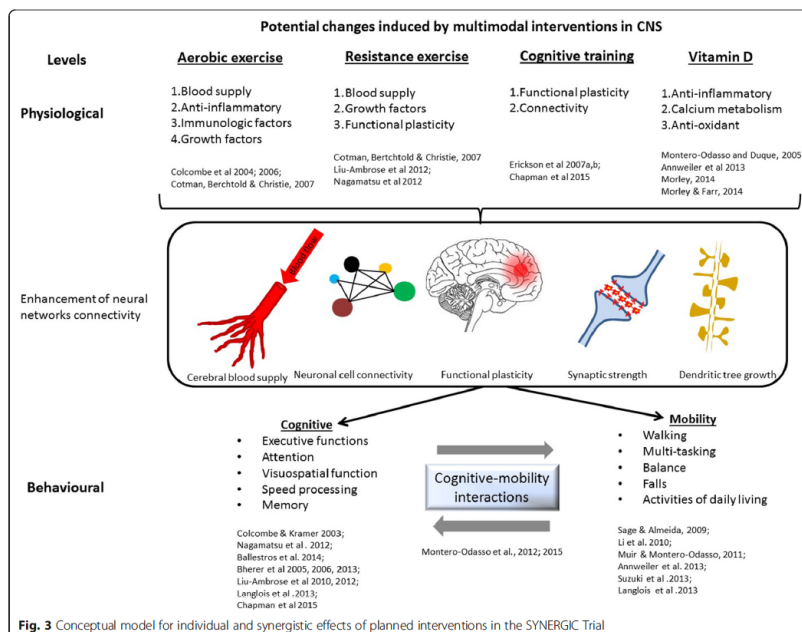 Potential changes induced by multimodal interventions in CNS
Levels
Aerobic exercise
Resistance exercise
Cognitive training
Vitamin D
Physiological
1.Blood supply
2.Anti-inflammatory
3.Immunologic factors
4.Growth factors
Colcombe et al 2004; 2006;
Cotman, Berchtold & Christie, 2007
1.Blood supply
2.Growth factors
3.Functional plasticity
Cotman, Bertchtold & Christie, 2007
Liu-Ambrose et al 2012;
Nagamatsu et al 2012
1.Functional plasticity
2.Connectivity
Erickson et al 2007a,b;
Chapman et al 2015
1.Anti-inflammatory
2.Calcium metabolism
3.Anti-oxidant
Montero-Odasso and Duque, 2005
Annweiler et al 2013
Morley, 2014
Morley & Farr, 2014
Enhancement of neural
networks connectivity
Blood flow
Cerebral blood supply
Neuronal cell connectivity
Functional plasticity
Synaptic strength
Dendritic tree growth
Behavioural
Cognitive
• Executive functions
• Attention
• Visuospatial function
• Speed processing
• Memory
Colcombe & Kramer 2003;
Nagamatsu et al. 2012;
Ballestros et al. 2014;
Bherer et al 2005, 2006, 2013;
Liu-Ambrose et al 2010, 2012;
Langlois et al .2013;
Chapman et al 2015
Cognitive-mobility
interactions
Montero-Odasso et al., 2012; 2015
Mobility
• Walking
• Multi-tasking
• Balance
• Falls
• Activities of daily living
Sage & Almeida, 2009;
Li et al. 2010;
Muir & Montero-Odasso, 2011;
Annweiler et al. 2013;
Suzuki et al .2013;
Langlois et al .2013
Fig. 3 Conceptual model for individual and synergistic effects of planned interventions in the SYNERGIC Trial